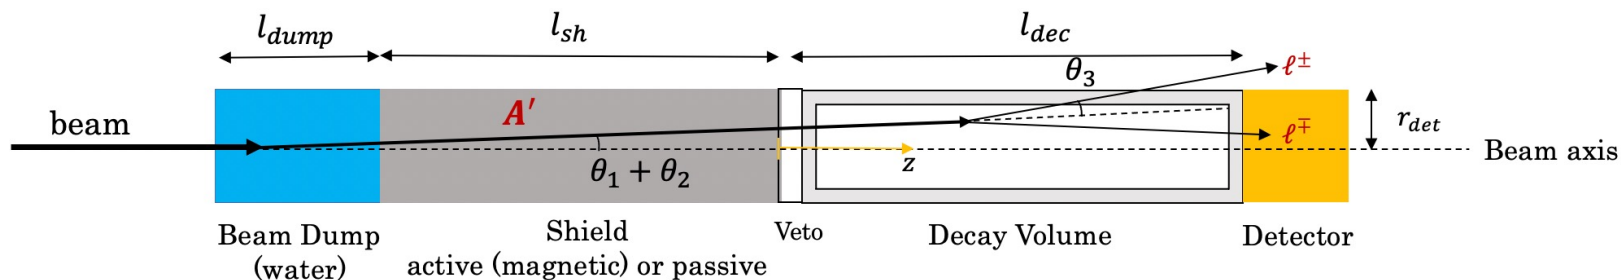 l_dump l_sh l_dec
θ₃ ℓ^±
A′
beam
r_det
ℓ^∓
θ₁ + θ₂
z
Beam axis
Beam Dump
(water)
Shield
active (magnetic) or passive
Veto
Decay Volume
Detector